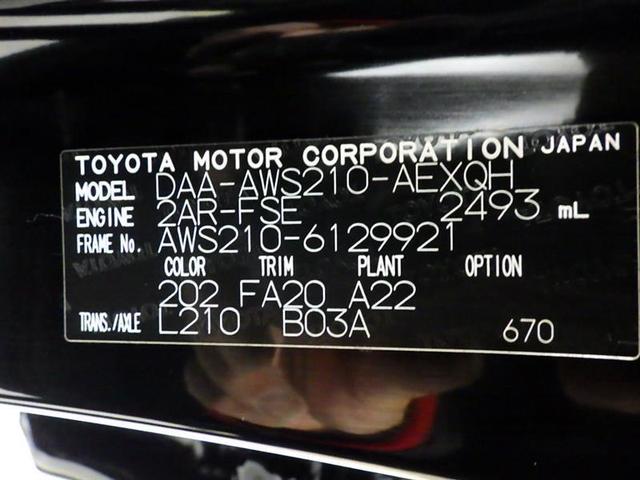 TOYOTA MOTOR CORPORATION JAPAN
MODEL DAA-AWS210-AEXQH
ENGINE 2AR-FSE 2493 mL
FRAME No. AWS210-6129921
COLOR TRIM PLANT OPTION
202 FA20 A22
TRANS./AXLE L210 B03A 670